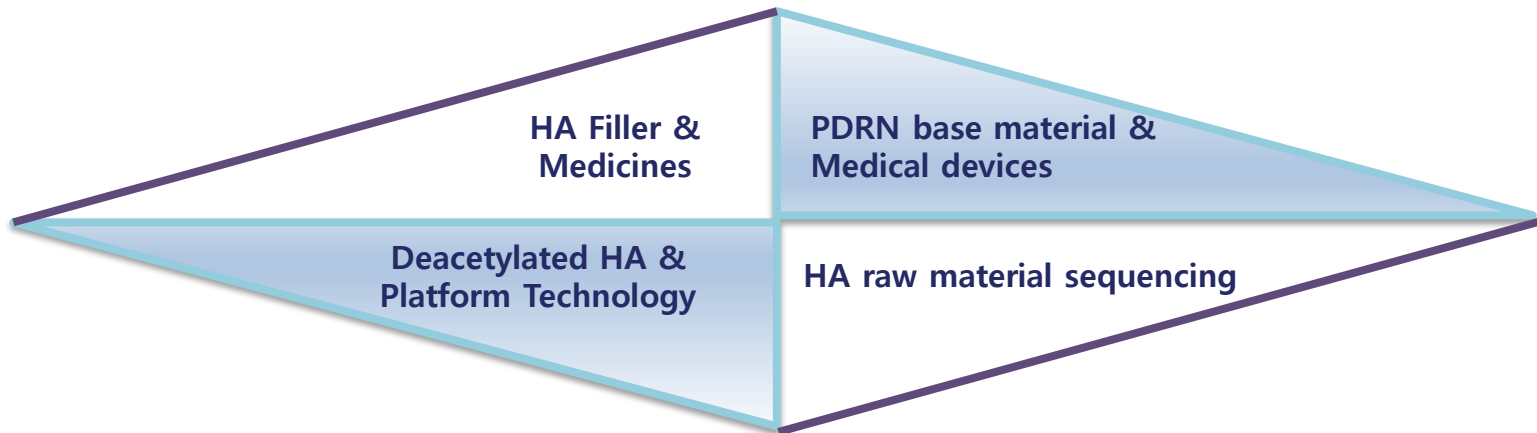 HA Filler &
Medicines
PDRN base material &
Medical devices
Deacetylated HA &
Platform Technology
HA raw material sequencing